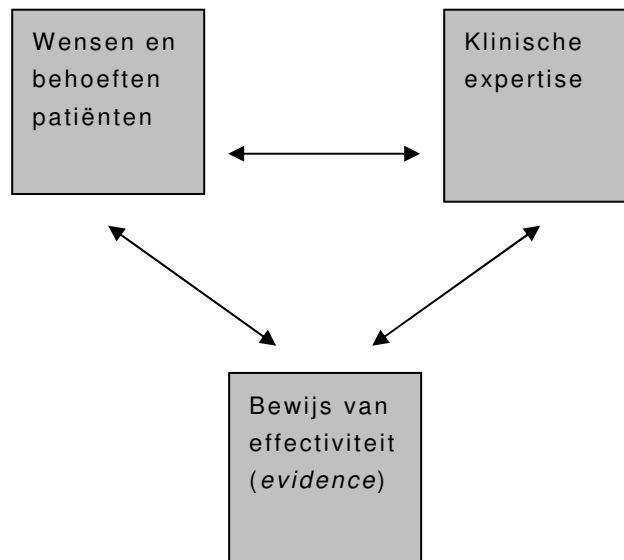 Wensen en
behoeften
patiënten
Klinische
expertise
Bewijs van
effectiviteit
(evidence)